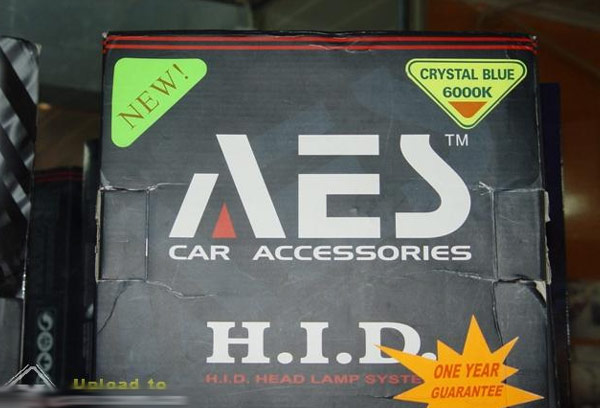 NEW!
CRYSTAL BLUE
6000K
AES™
CAR ACCESSORIES
H.I.D.
H.I.D. HEAD LAMP SYSTE
ONE YEAR
GUARANTEE
Upload to